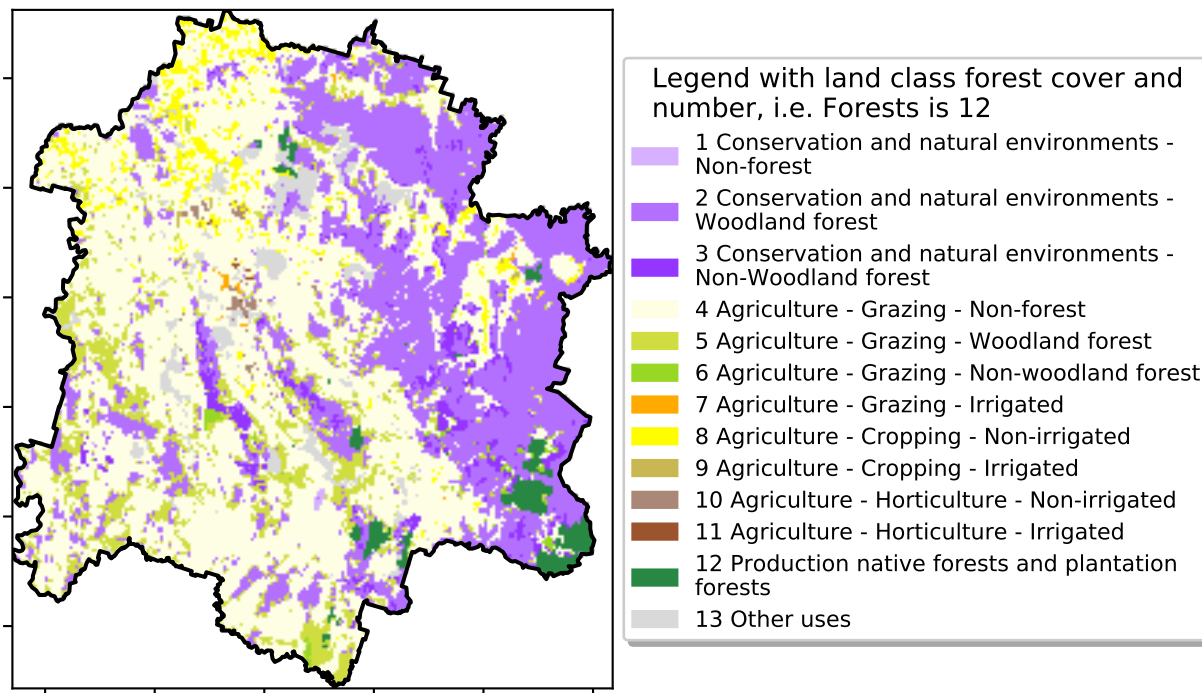 Legend with land class forest cover and
number, i.e. Forests is 12
1 Conservation and natural environments -
Non-forest
2 Conservation and natural environments -
Woodland forest
3 Conservation and natural environments -
Non-Woodland forest
4 Agriculture - Grazing - Non-forest
5 Agriculture - Grazing - Woodland forest
6 Agriculture - Grazing - Non-woodland forest
7 Agriculture - Grazing - Irrigated
8 Agriculture - Cropping - Non-irrigated
9 Agriculture - Cropping - Irrigated
10 Agriculture - Horticulture - Non-irrigated
11 Agriculture - Horticulture - Irrigated
12 Production native forests and plantation
forests
13 Other uses